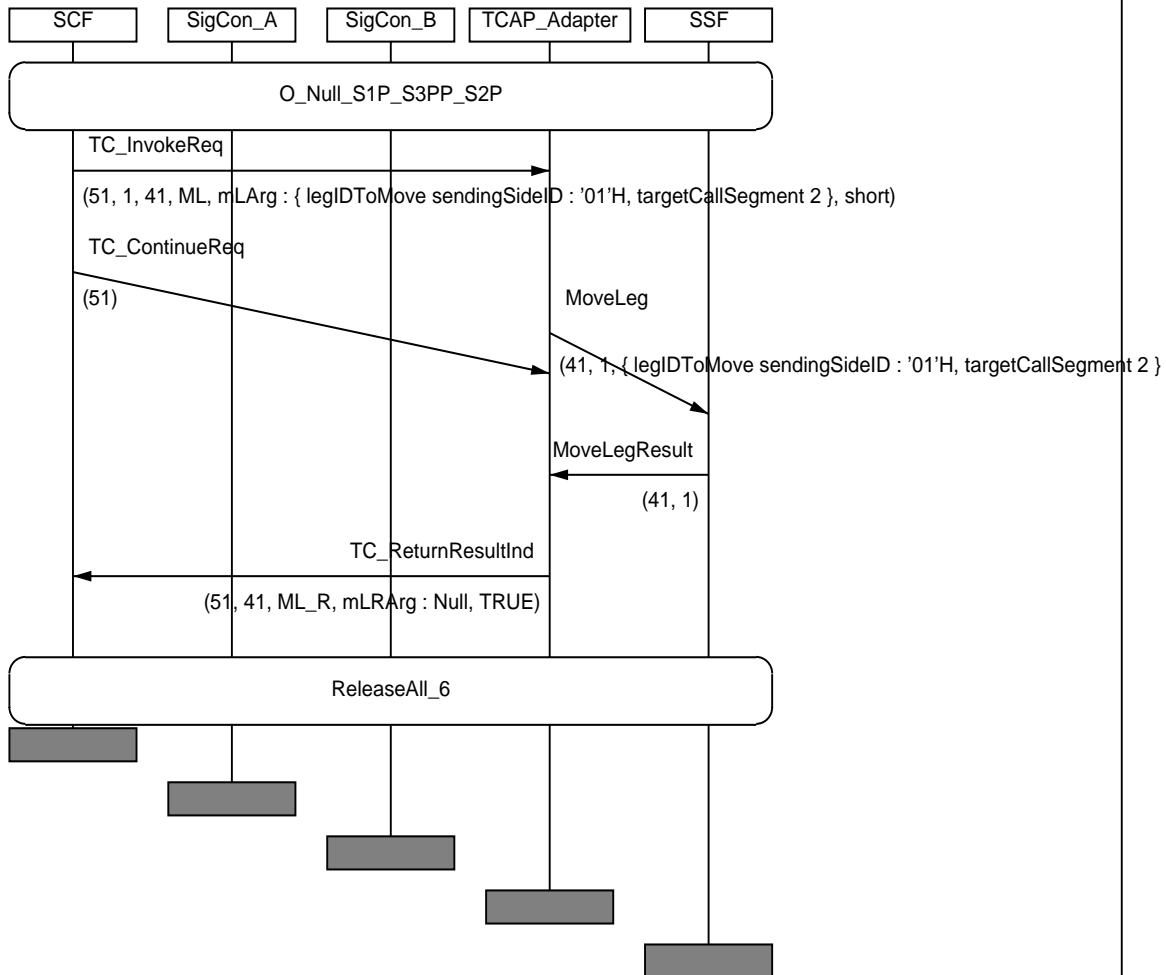 SCF SigCon_A SigCon_B TCAP_Adapter SSF
O_Null_S1P_S3PP_S2P
TC_InvokeReq
(51, 1, 41, ML, mLArg : { legIDToMove sendingSideID : ’01’H, targetCallSegment 2 }, short)
TC_ContinueReq
(51)
MoveLeg
(41, 1, { legIDToMove sendingSideID : ’01’H, targetCallSegment 2 }
MoveLegResult
(41, 1)
TC_ReturnResultInd
(51, 41, ML_R, mLRArg : Null, TRUE)
ReleaseAll_6